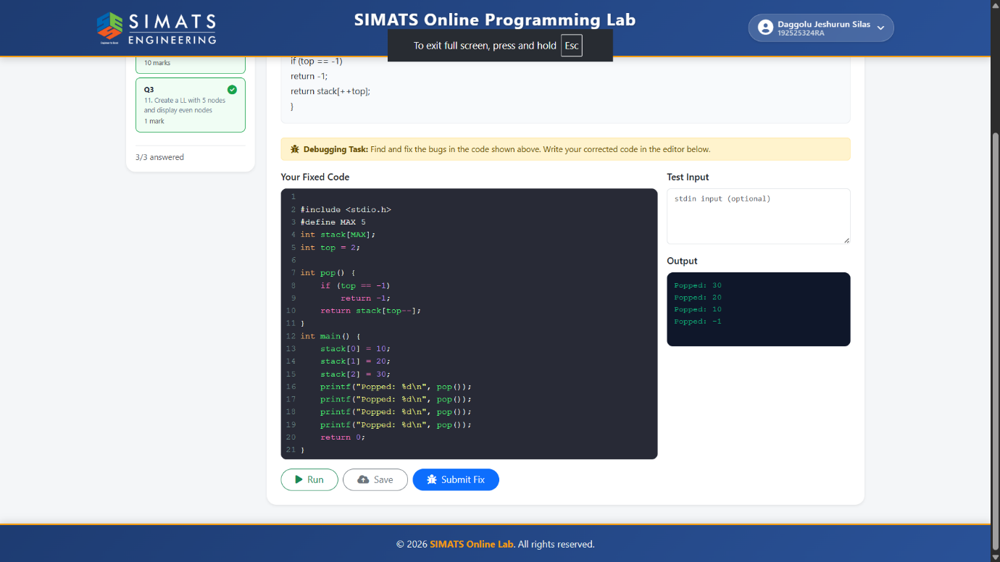 SIMATS
ENGINEERING
SIMATS Online Programming Lab
Daggolu Jeshurun Silas
192525324RA
To exit full screen, press and hold Esc
10 marks
Q3
11. Create a LL with 5 nodes
and display even nodes
1 mark
3/3 answered
if (top == -1)
return -1;
return stack[++top];
}
Debugging Task: Find and fix the bugs in the code shown above. Write your corrected code in the editor below.
Your Fixed Code
1
2 #include <stdio.h>
3 #define MAX 5
4 int stack[MAX];
5 int top = 2;
6
7 int pop() {
8     if (top == -1)
9         return -1;
10     return stack[top--];
11 }
12 int main() {
13     stack[0] = 10;
14     stack[1] = 20;
15     stack[2] = 30;
16     printf("Popped: %d\n", pop());
17     printf("Popped: %d\n", pop());
18     printf("Popped: %d\n", pop());
19     printf("Popped: %d\n", pop());
20     return 0;
21 }
Test Input
stdin input (optional)
Output
Popped: 30
Popped: 20
Popped: 10
Popped: -1
Run
Save
Submit Fix
© 2026 SIMATS Online Lab. All rights reserved.